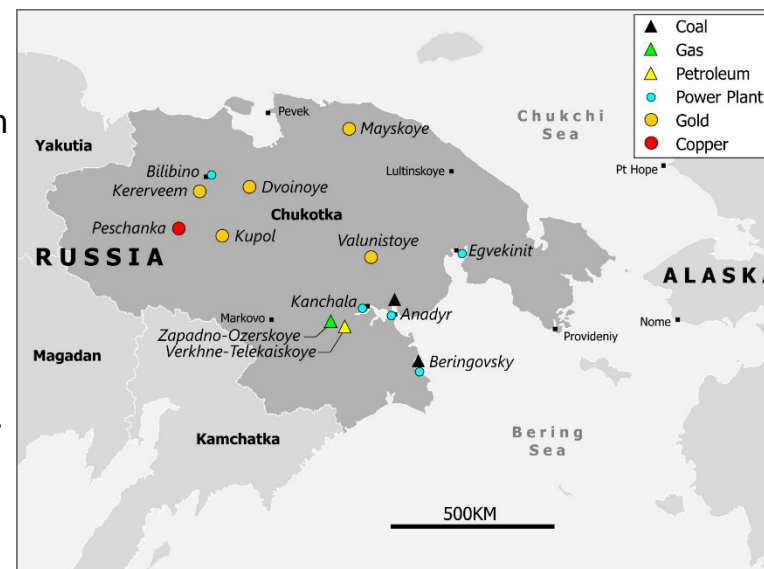 n
Coal
Gas
Petroleum
Power Plant
Gold
Copper
Chukchi
Sea
Pevek
Mayskoye
Yakutia
Pt Hope
Bilibino
Lultinskoye
Kererveem
Dvoinoye
Chukotka
Peschanka
Kupol
Valunistoye
Egvekinit
RUSSIA
ALASKA
Kanchala
Anadyr
Markovo
Nome
Zapadno-Ozerskoye
Verkhne-Telekaiskoye
Provideniy
Magadan
Beringovsky
Kamchatka
Bering
Sea
500KM